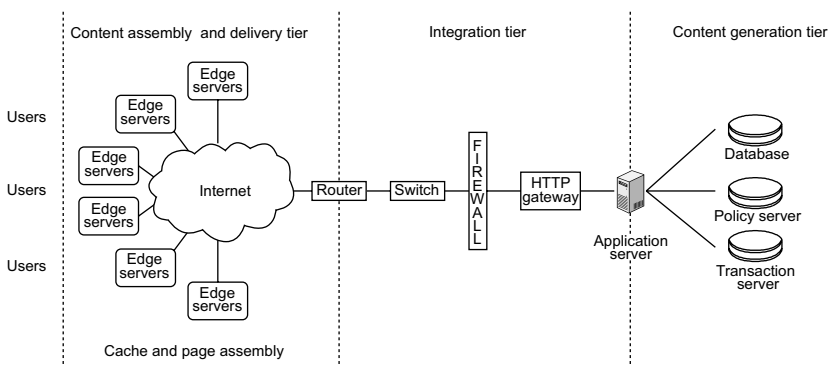 Content assembly and delivery tier
Integration tier
Content generation tier
Users
Users
Users
Edge
servers
Edge
servers
Edge
servers
Edge
servers
Edge
servers
Edge
servers
Internet
Router
Switch
FIREWALL
HTTP
gateway
Application
server
Database
Policy server
Transaction
server
Cache and page assembly